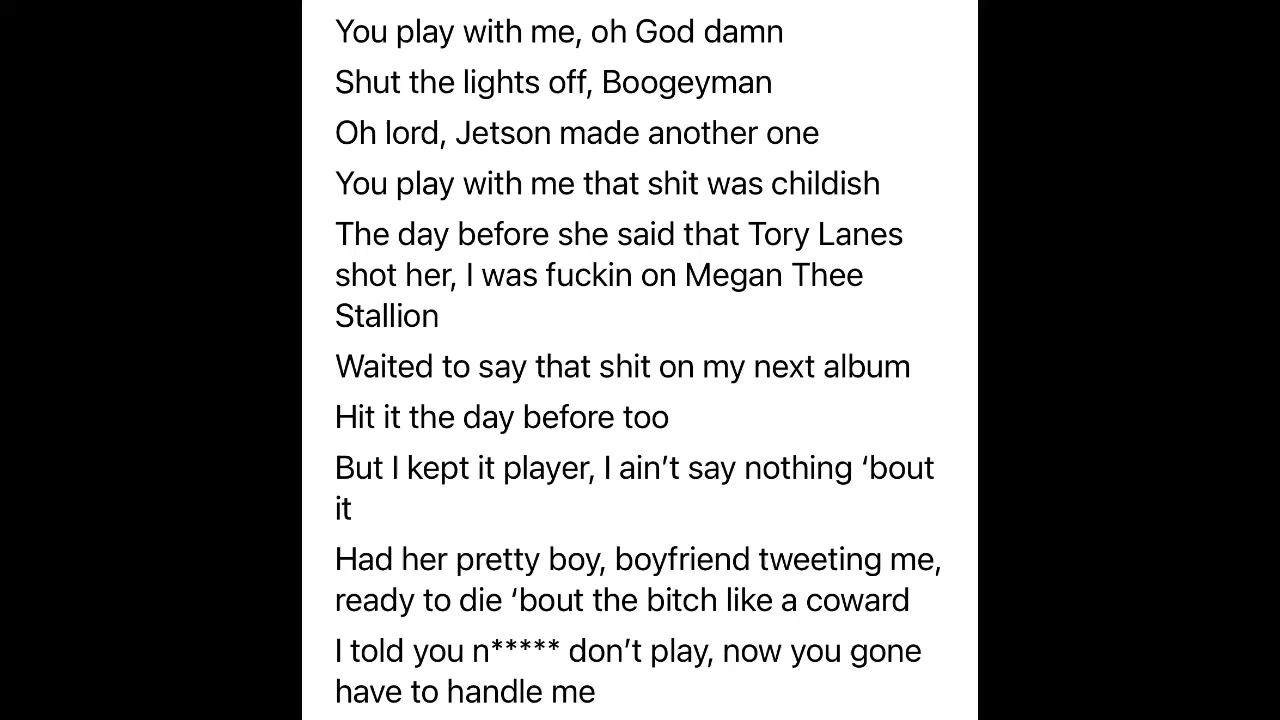 You play with me, oh God damn
Shut the lights off, Boogeyman
Oh lord, Jetson made another one
You play with me that shit was childish
The day before she said that Tory Lanes
shot her, I was fuckin on Megan Thee
Stallion
Waited to say that shit on my next album
Hit it the day before too
But I kept it player, I ain’t say nothing ‘bout
it
Had her pretty boy, boyfriend tweeting me,
ready to die ‘bout the bitch like a coward
I told you n***** don’t play, now you gone
have to handle me